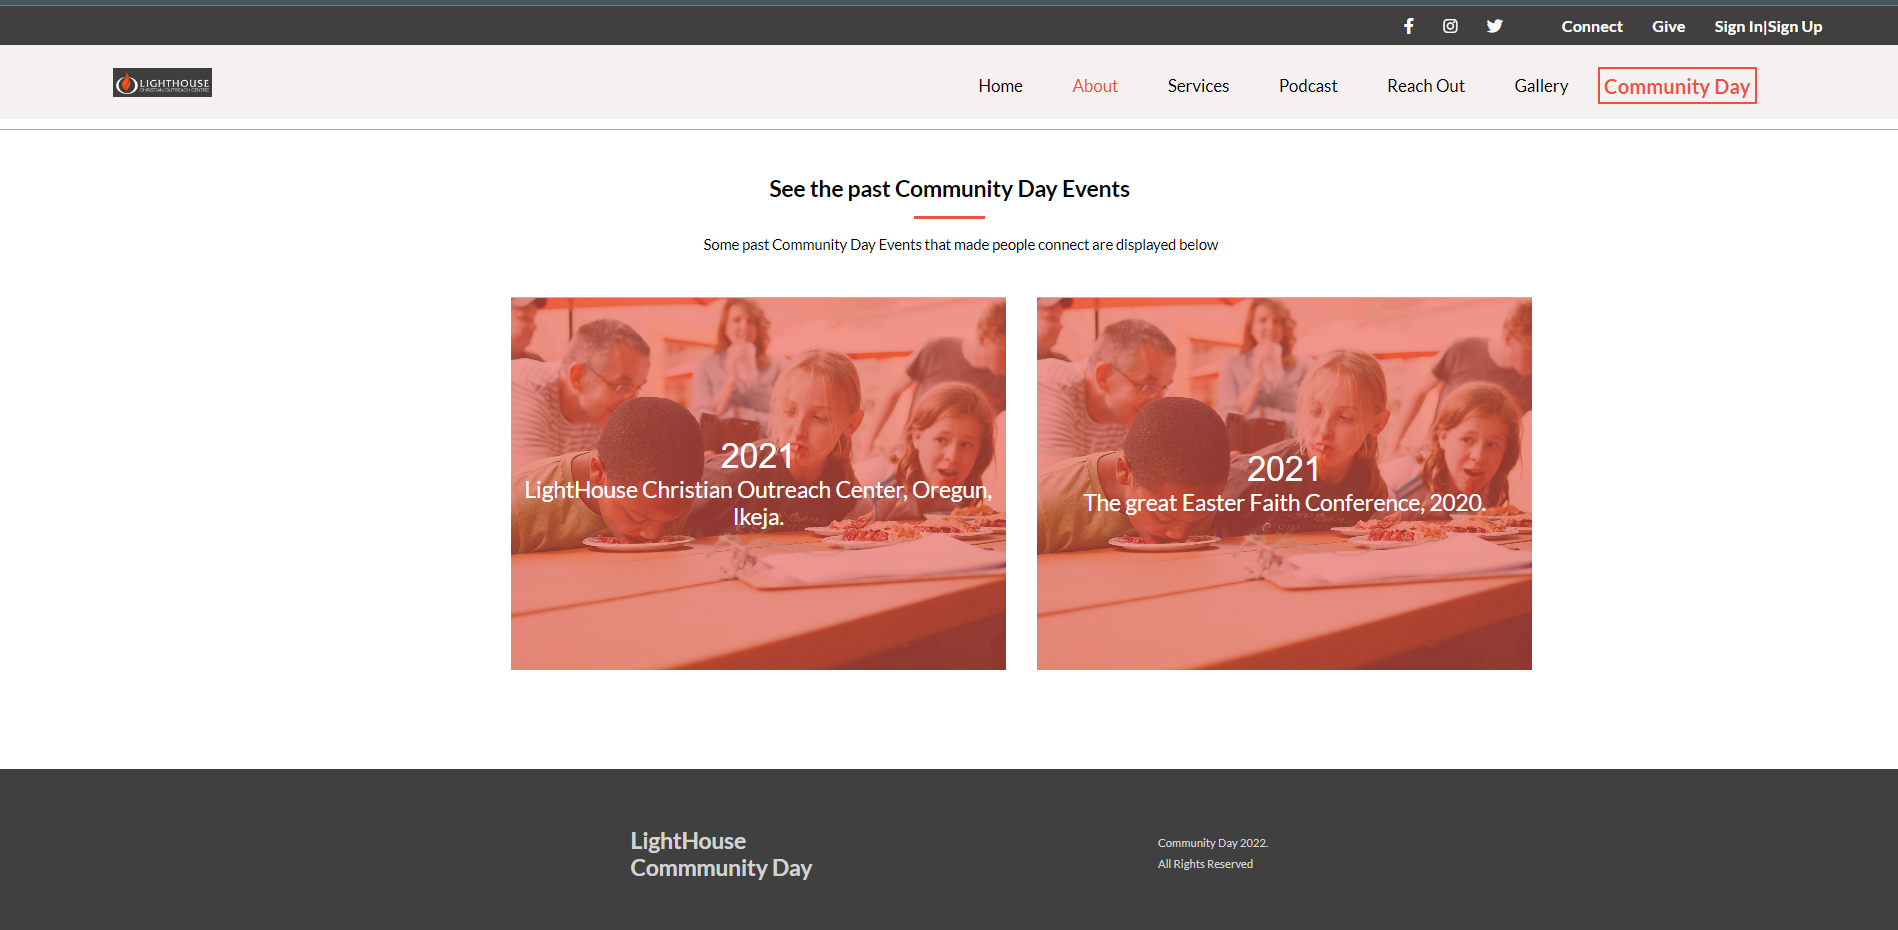 Connect Give Sign In|Sign Up
LIGHTHOUSE
CHRISTIAN OUTREACH CENTRE
Home About Services Podcast Reach Out Gallery Community Day
See the past Community Day Events
Some past Community Day Events that made people connect are displayed below
2021
LightHouse Christian Outreach Center, Oregun,
Ikeja.
2021
The great Easter Faith Conference, 2020.
LightHouse
Commmunity Day
Community Day 2022.
All Rights Reserved